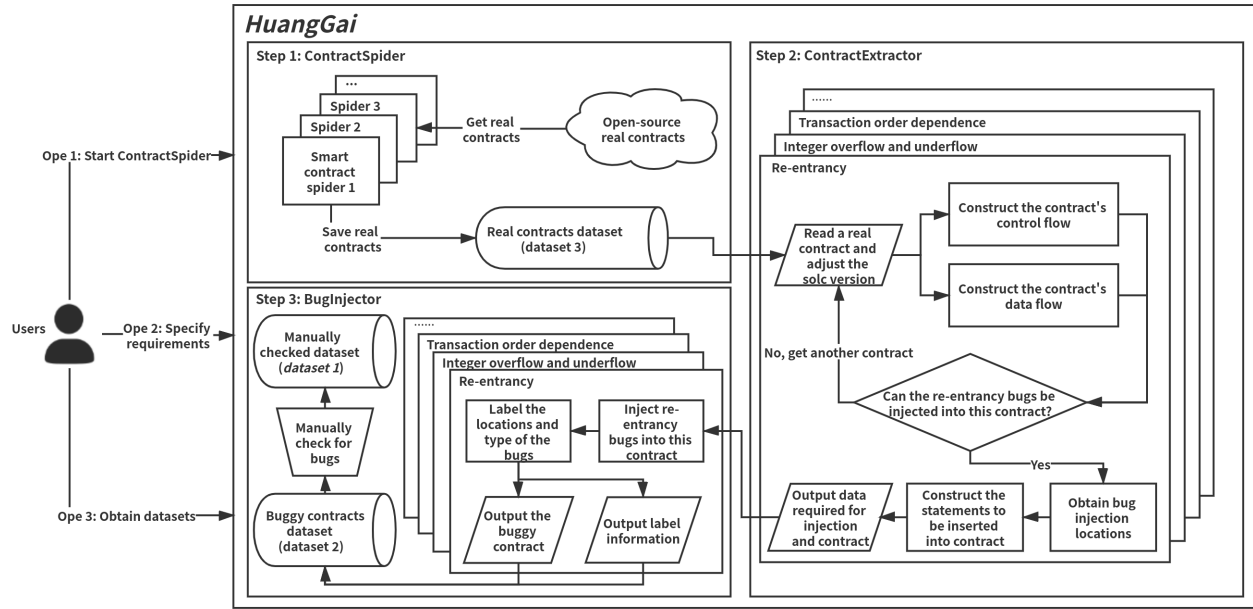 HuangGai
Step 1: ContractSpider
...
Spider 3
Spider 2
Smart
contract
spider 1
Get real
contracts
Open-source
real contracts
Save real
contracts
Real contracts dataset
(dataset 3)
Ope 1: Start ContractSpider
Users
Ope 2: Specify
requirements
Ope 3: Obtain datasets
Step 2: ContractExtractor
......
Transaction order dependence
Integer overflow and underflow
Re-entrancy
Read a real
contract and
adjust the
solc version
Construct the contract's
control flow
Construct the contract's
data flow
No, get another contract
Can the re-entrancy bugs be
injected into this contract?
Yes
Obtain bug
injection
locations
Construct the
statements to
be inserted
into contract
Output data
required for
injection
and contract
Step 3: BugInjector
Manually
checked dataset
(dataset 1)
Manually
check for
bugs
Buggy contracts
dataset
(dataset 2)
......
Transaction order dependence
Integer overflow and underflow
Re-entrancy
Label the
locations and
type of the
bugs
Inject re-
entrancy
bugs into this
contract
Output the
buggy
contract
Output label
information